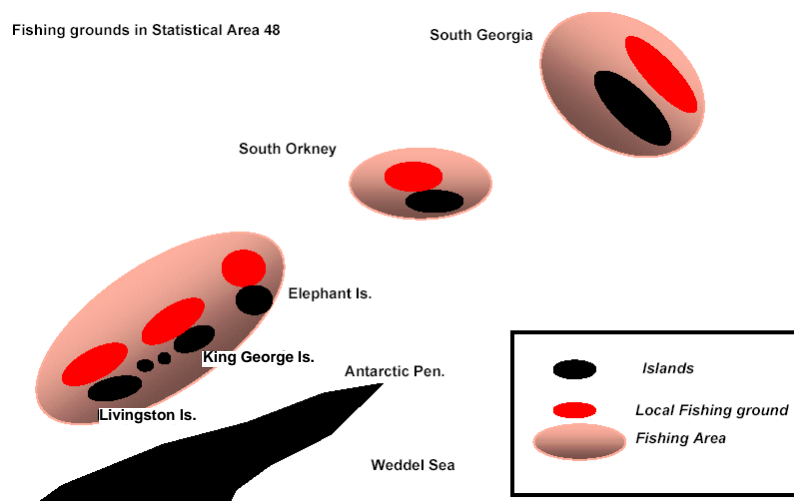 Fishing grounds in Statistical Area 48
South Georgia
South Orkney
Elephant Is.
King George Is.
Antarctic Pen.
Livingston Is.
Weddel Sea
Islands
Local Fishing ground
Fishing Area